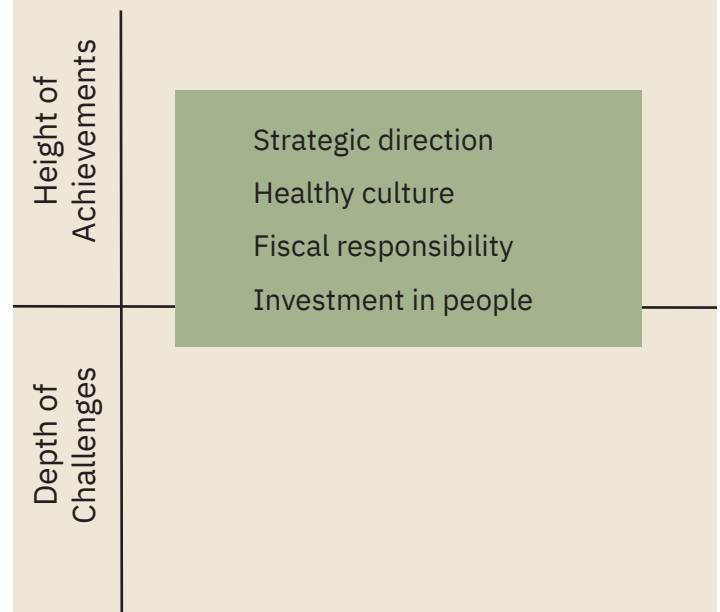 Height of
Achievements
Strategic direction
Healthy culture
Fiscal responsibility
Investment in people
Depth of
Challenges